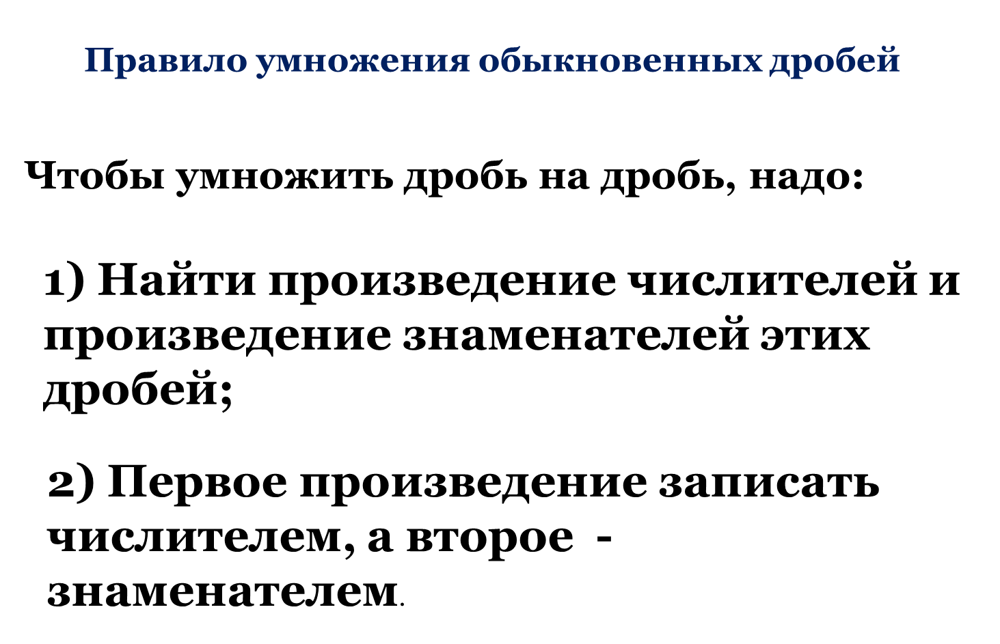 Правило умножения обыкновенных дробей
Чтобы умножить дробь на дробь, надо:
1) Найти произведение числителей и
произведение знаменателей этих
дробей;
2) Первое произведение записать
числителем, а второе  -
знаменателем.